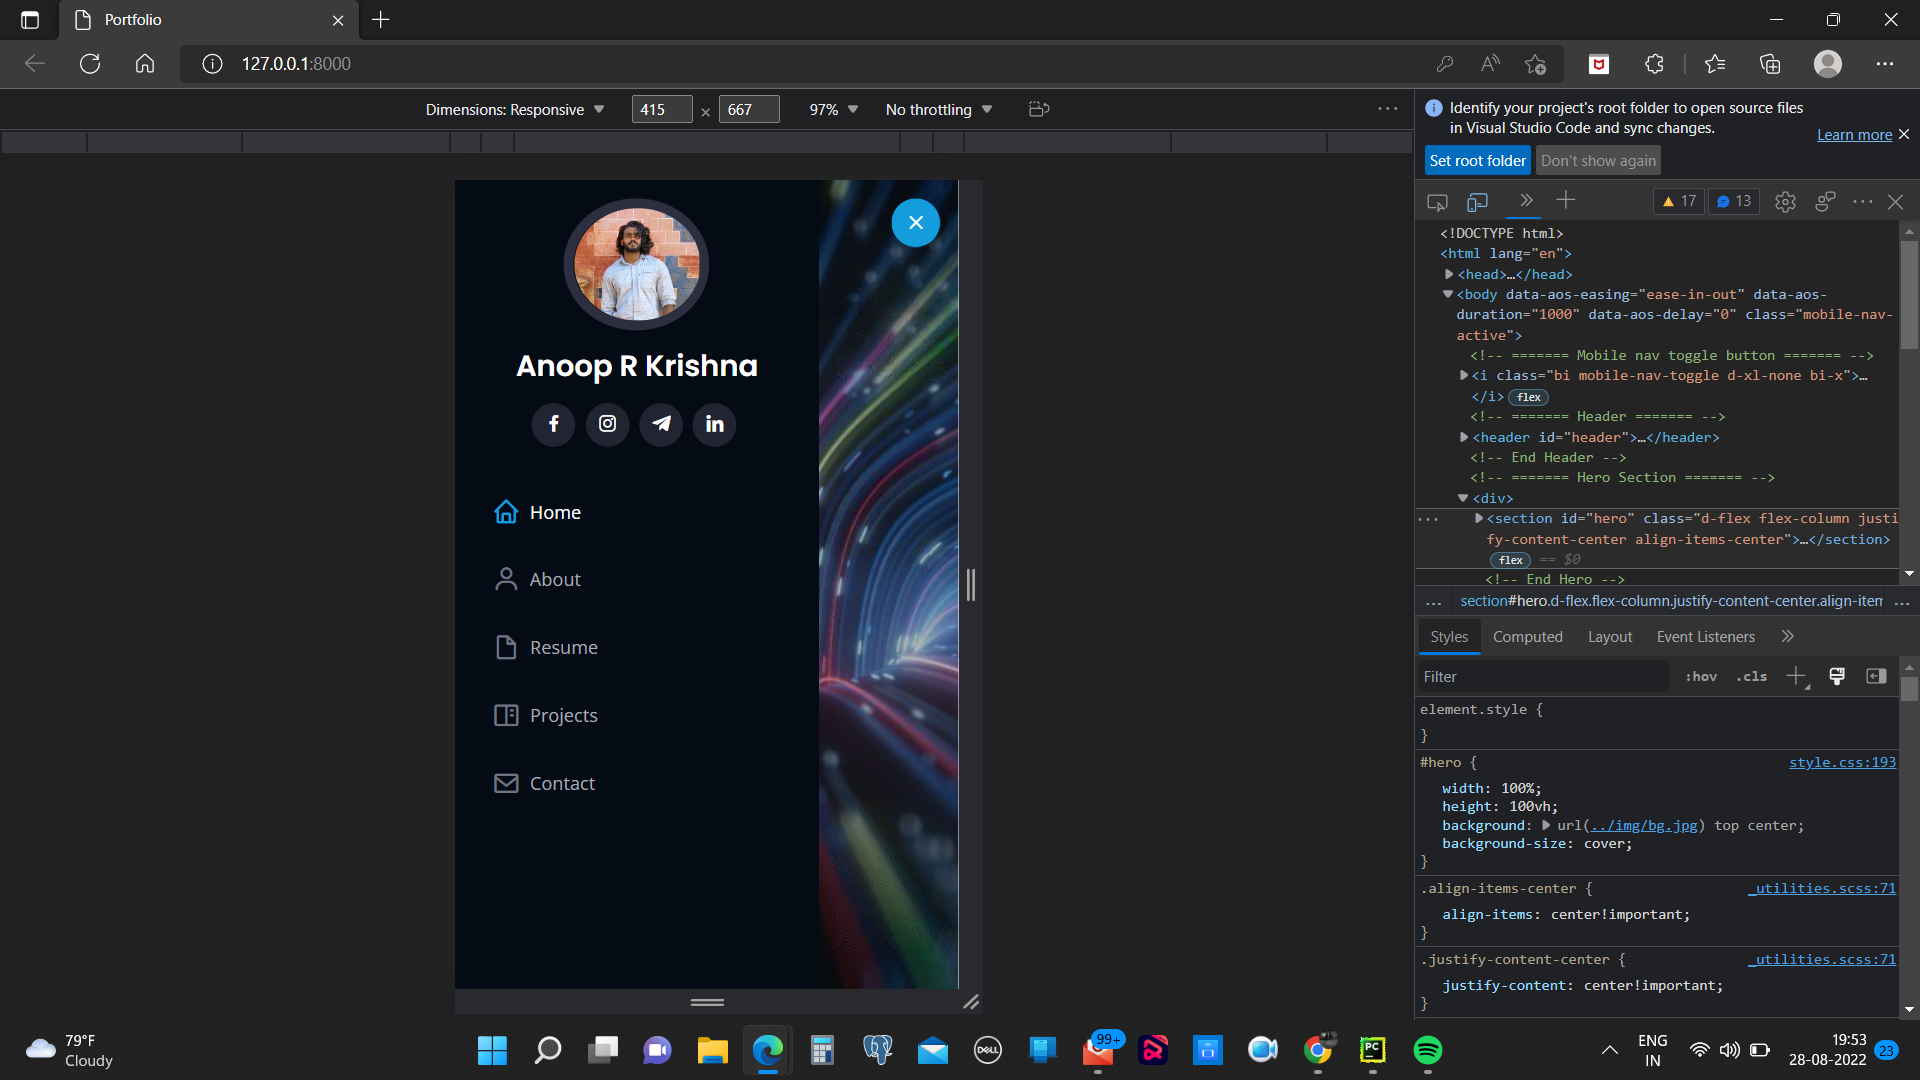 Portfolio
127.0.0.1:8000
Dimensions: Responsive 415 × 667 97% No throttling
Identify your project's root folder to open source files
in Visual Studio Code and sync changes.
Learn more
Set root folder Don't show again
17 13
<!DOCTYPE html>
<html lang="en">
<head>…</head>
<body data-aos-easing="ease-in-out" data-aos-
duration="1000" data-aos-delay="0" class="mobile-nav-
active">
<!-- ======= Mobile nav toggle button ======= -->
<i class="bi mobile-nav-toggle d-xl-none bi-x">…
</i> flex
<!-- ======= Header ======= -->
<header id="header">…</header>
<!-- End Header -->
<!-- ======= Hero Section ======= -->
<div>
<section id="hero" class="d-flex flex-column justi
fy-content-center align-items-center">…</section>
flex == $0
<!-- End Hero -->
... section#hero.d-flex.flex-column.justify-content-center.align-item ...
Styles Computed Layout Event Listeners
Filter :hov .cls
element.style {
}
#hero { style.css:193
width: 100%;
height: 100vh;
background: url(../img/bg.jpg) top center;
background-size: cover;
}
.align-items-center { _utilities.scss:71
align-items: center!important;
}
.justify-content-center { _utilities.scss:71
justify-content: center!important;
}
Anoop R Krishna
Home
About
Resume
Projects
Contact
79°F
Cloudy
DELL
99+
PC
ENG
IN
19:53
28-08-2022
23